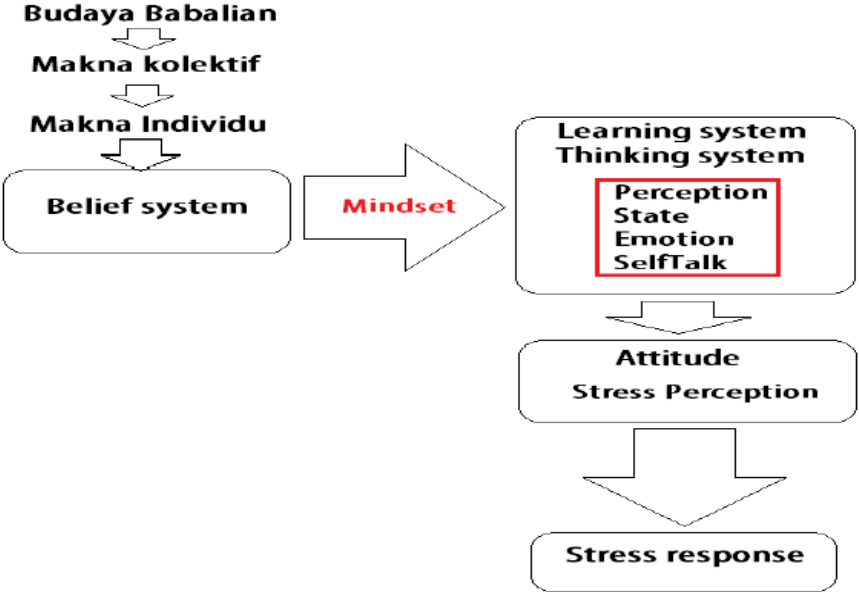 Budaya Babalian
Makna kolektif
Makna Individu
Belief system
Mindset
Learning system
Thinking system
Perception
State
Emotion
SelfTalk
Attitude
Stress Perception
Stress response